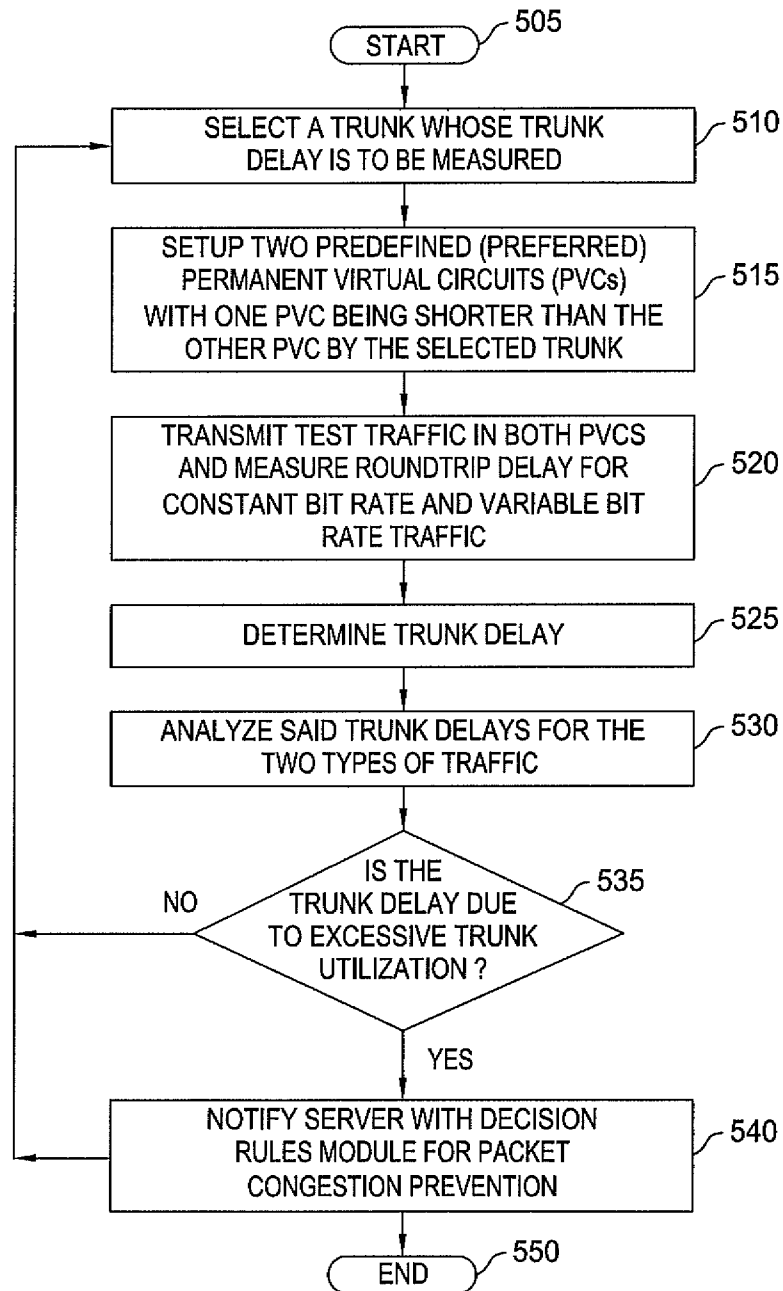 START
505
SELECT A TRUNK WHOSE TRUNK
DELAY IS TO BE MEASURED
510
SETUP TWO PREDEFINED (PREFERRED)
PERMANENT VIRTUAL CIRCUITS (PVCs)
WITH ONE PVC BEING SHORTER THAN THE
OTHER PVC BY THE SELECTED TRUNK
515
TRANSMIT TEST TRAFFIC IN BOTH PVCS
AND MEASURE ROUNDTRIP DELAY FOR
CONSTANT BIT RATE AND VARIABLE BIT
RATE TRAFFIC
520
DETERMINE TRUNK DELAY
525
ANALYZE SAID TRUNK DELAYS FOR THE
TWO TYPES OF TRAFFIC
530
IS THE
TRUNK DELAY DUE
TO EXCESSIVE TRUNK
UTILIZATION ?
535
NO
YES
NOTIFY SERVER WITH DECISION
RULES MODULE FOR PACKET
CONGESTION PREVENTION
540
END
550